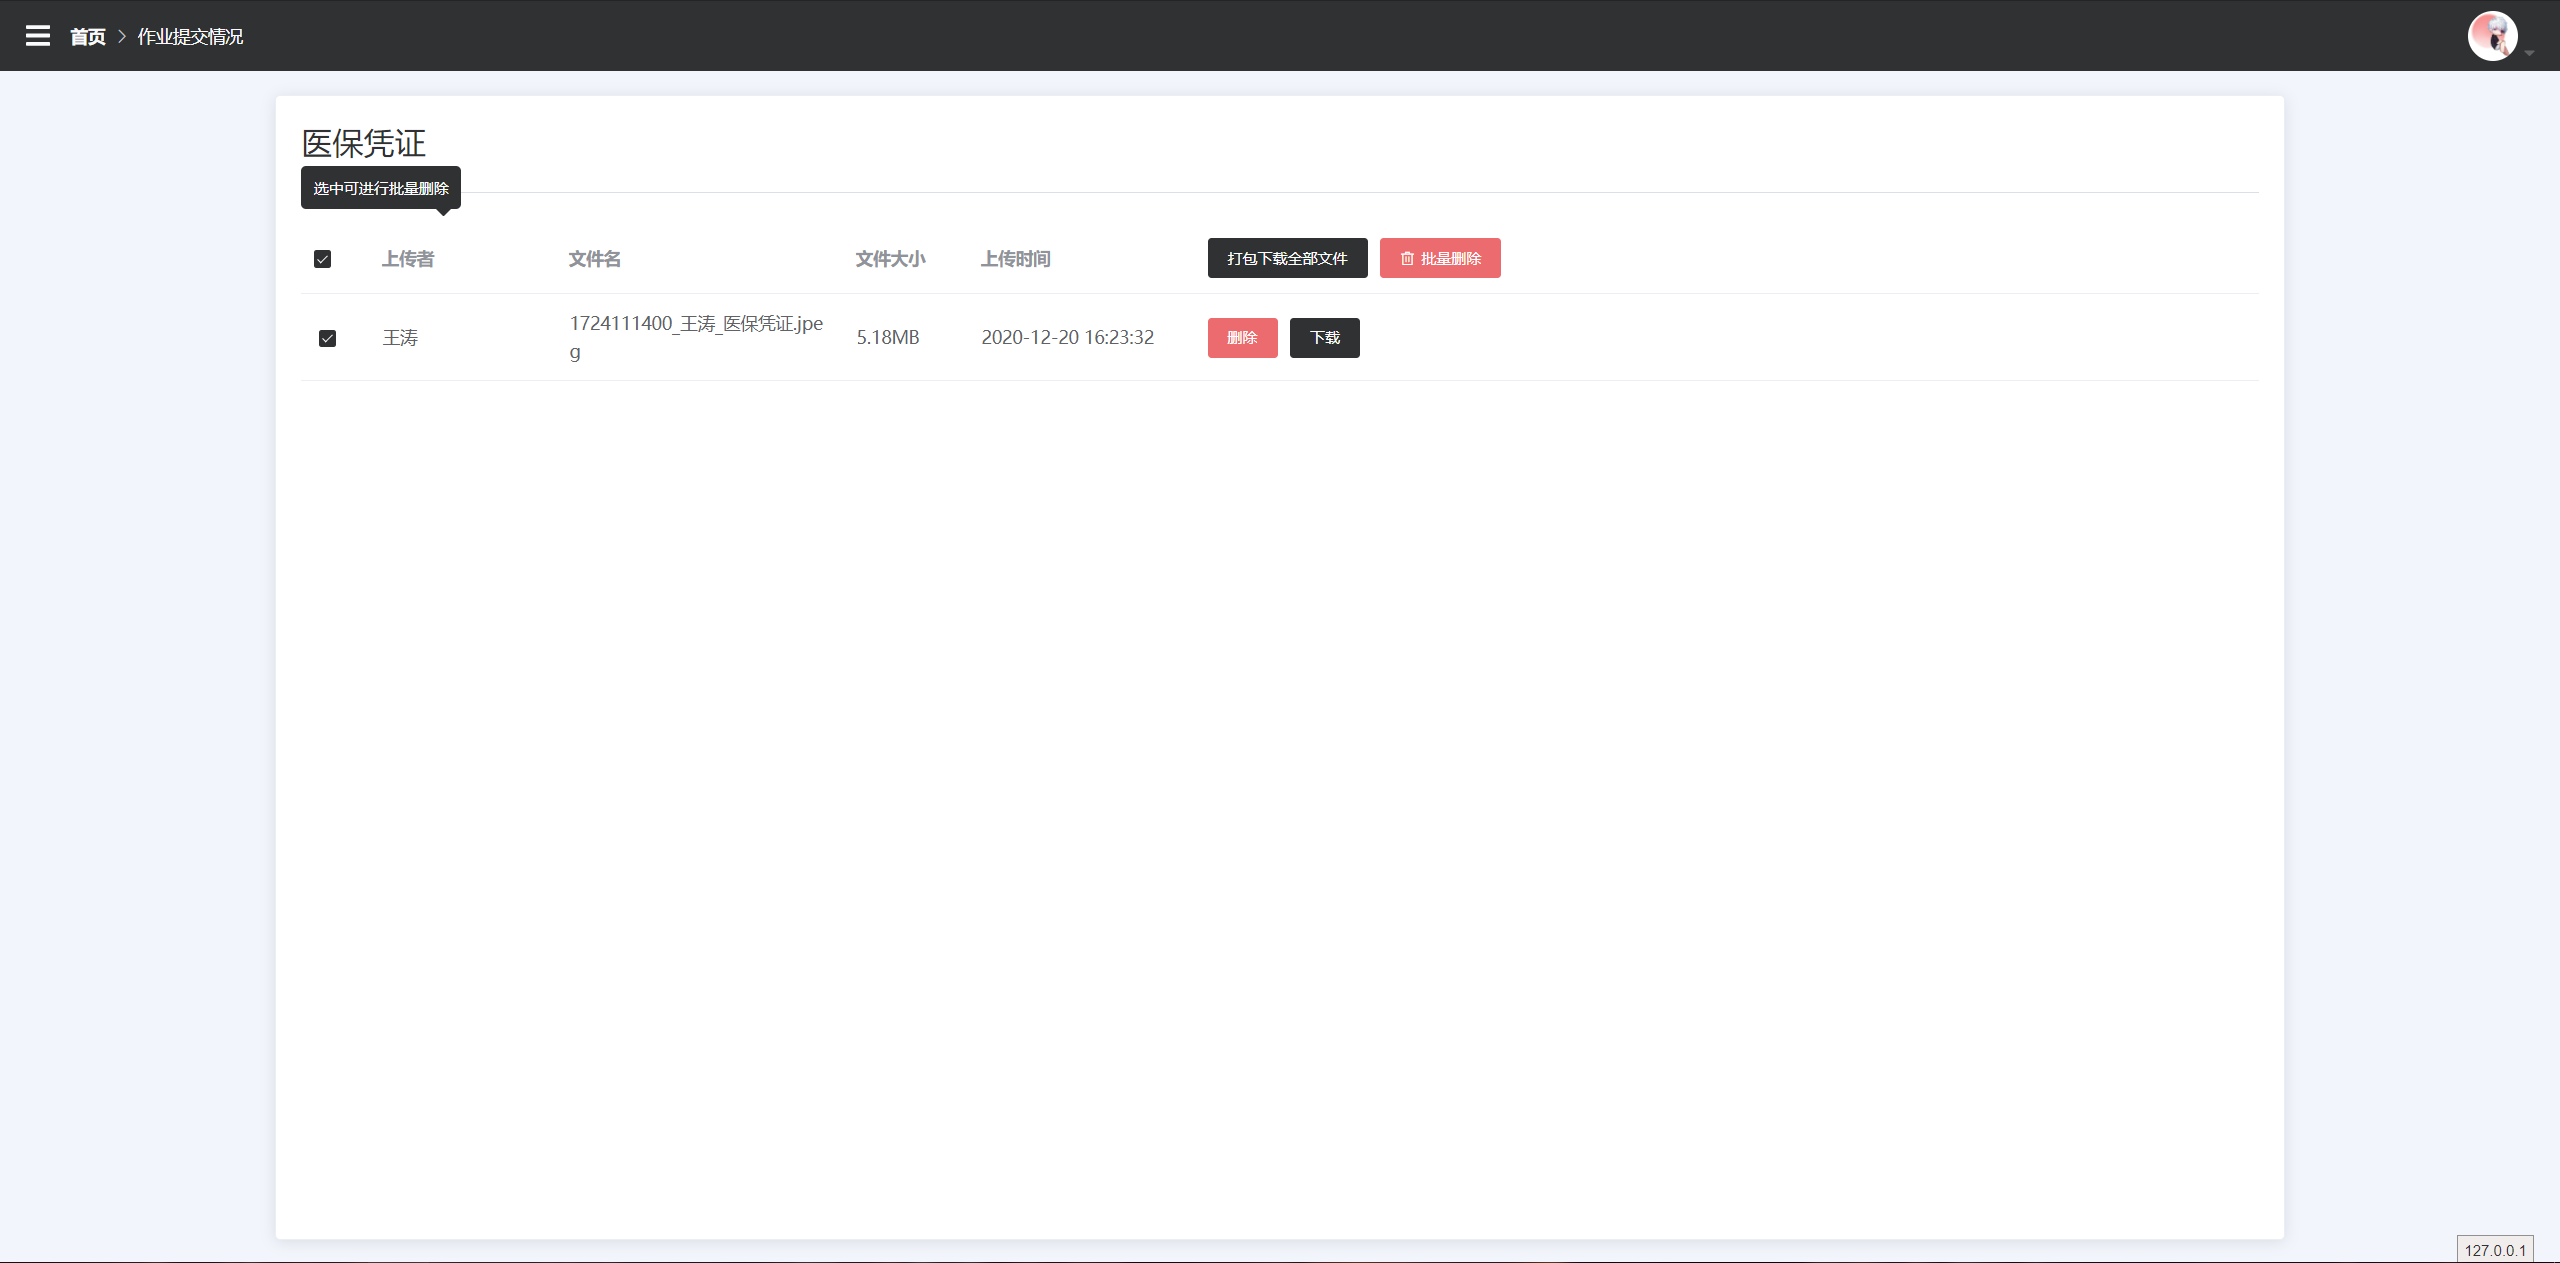 首页 > 作业提交情况
医保凭证
选中可进行批量删除
上传者 文件名 文件大小 上传时间 打包下载全部文件 批量删除
王涛 1724111400_王涛_医保凭证.jpe 5.18MB 2020-12-20 16:23:32 删除 下载
g
127.0.0.1